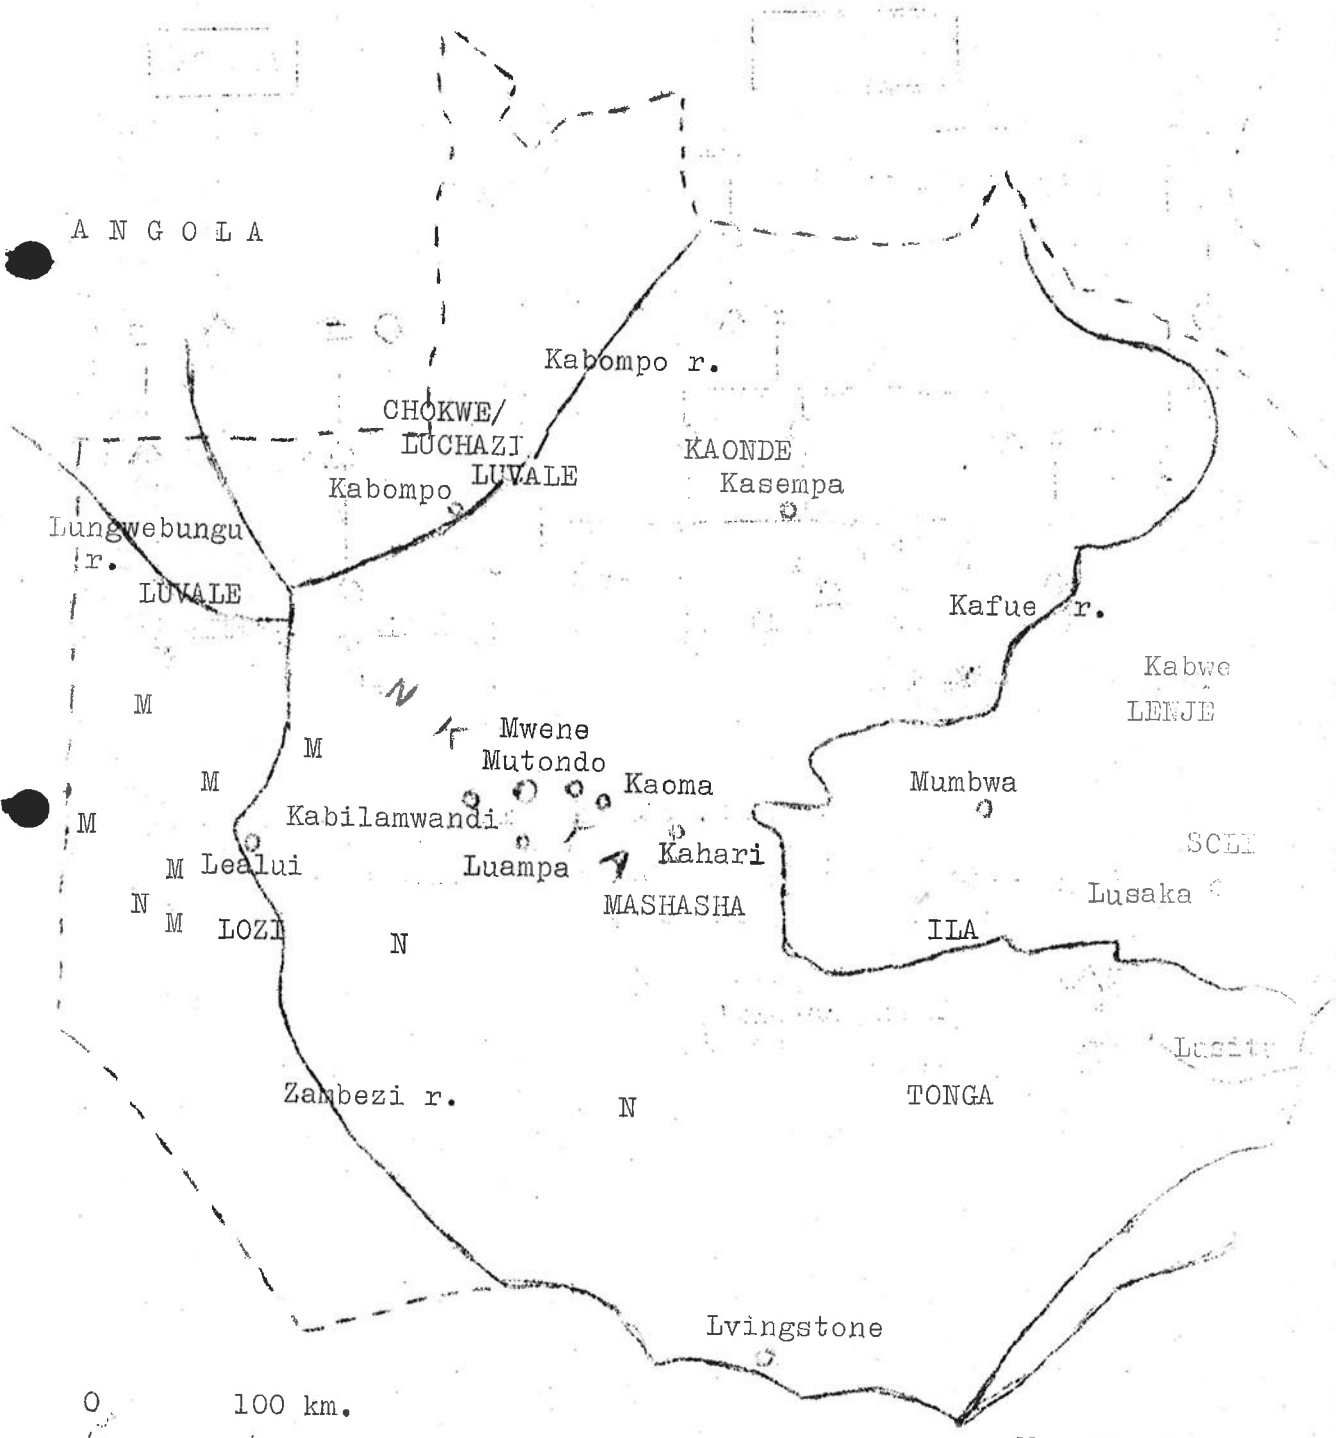 A N G O L A
Kabompo r.
CHOKWE/
LUCHAZI
LUVALE
KAONDE
Kasempa
Kabompo
Lungwebungu
r.
LUVALE
Kafue r.
Kabwe
LENJE
M
N
K
Mwene
Mutondo
M
M
Kaoma
Mumbwa
M
Kabilamwandi
Y
Kahari
SOLI
M
Lealui
Luampa
A
Lusaka
N
M
MASHASHA
LOZI
N
ILA
Zambezi r.
N
TONGA
Lvingstone
0 100 km.